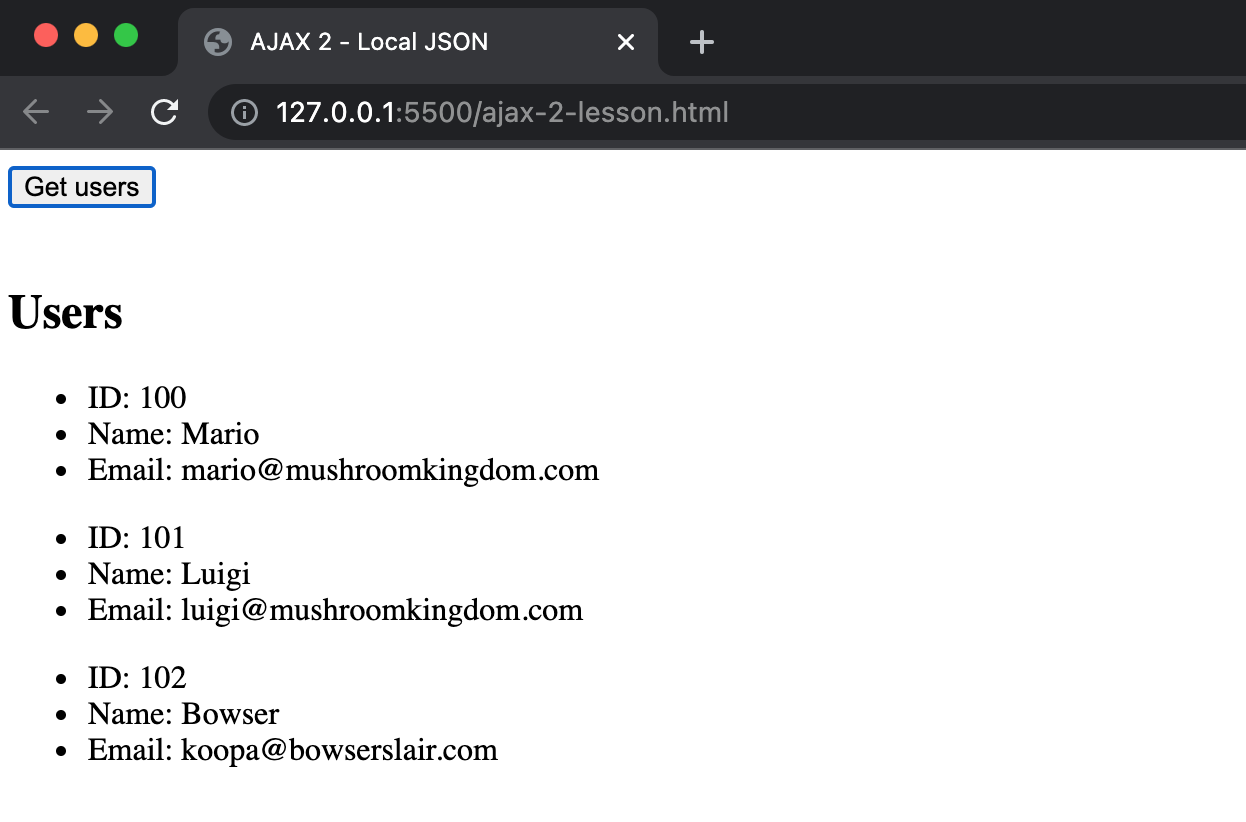 AJAX 2 - Local JSON
127.0.0.1:5500/ajax-2-lesson.html
Get users
Users
• ID: 100
• Name: Mario
• Email: mario@mushroomkingdom.com
• ID: 101
• Name: Luigi
• Email: luigi@mushroomkingdom.com
• ID: 102
• Name: Bowser
• Email: koopa@bowserslair.com